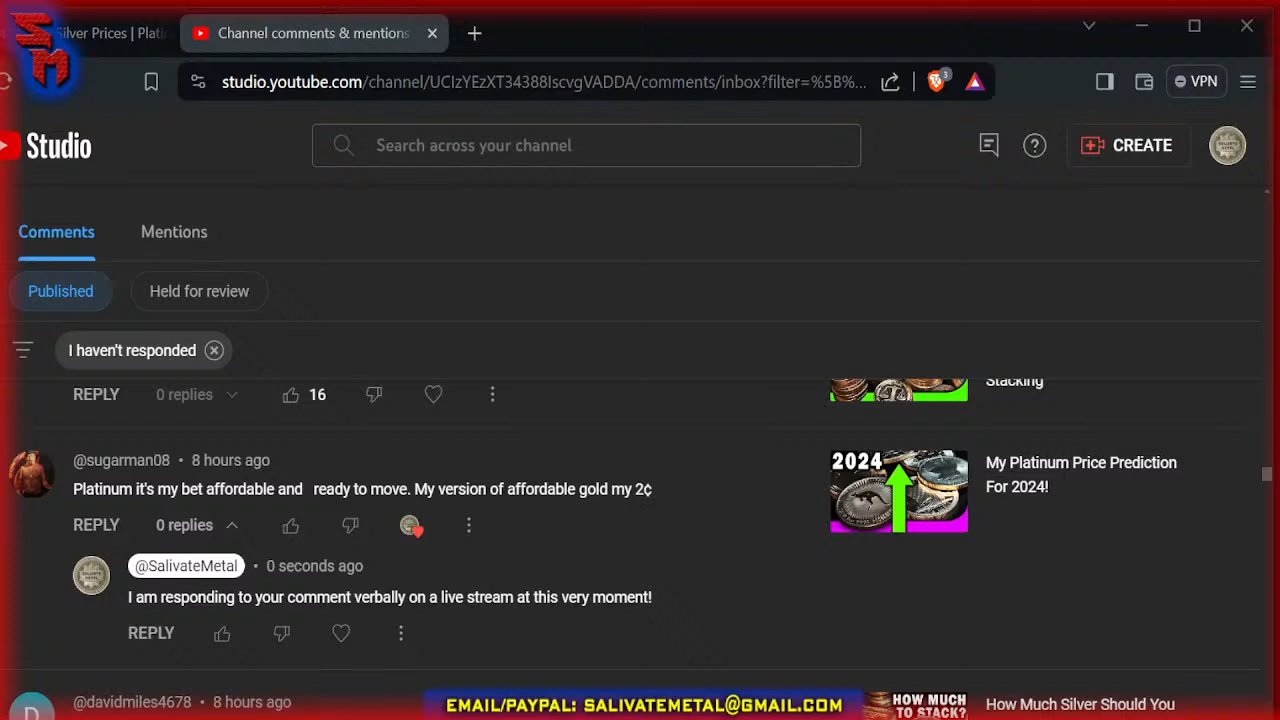 SM
Silver Prices | Plati
Channel comments & mentions
studio.youtube.com/channel/UCIzYEzXT34388IscvgVADDA/comments/inbox?filter=%5B%...
3
VPN
Studio
Search across your channel
CREATE
Comments
Mentions
Published
Held for review
I haven't responded
REPLY 0 replies 16
Stacking
@sugarman08 • 8 hours ago
Platinum it's my bet affordable and ready to move. My version of affordable gold my 2¢
REPLY 0 replies
2024
My Platinum Price Prediction
For 2024!
@SalivateMetal • 0 seconds ago
I am responding to your comment verbally on a live stream at this very moment!
REPLY
D
@davidmiles4678 • 8 hours ago
HOW MUCH
TO STACK?
How Much Silver Should You
EMAIL/PAYPAL: SALIVATEMETAL@GMAIL.COM